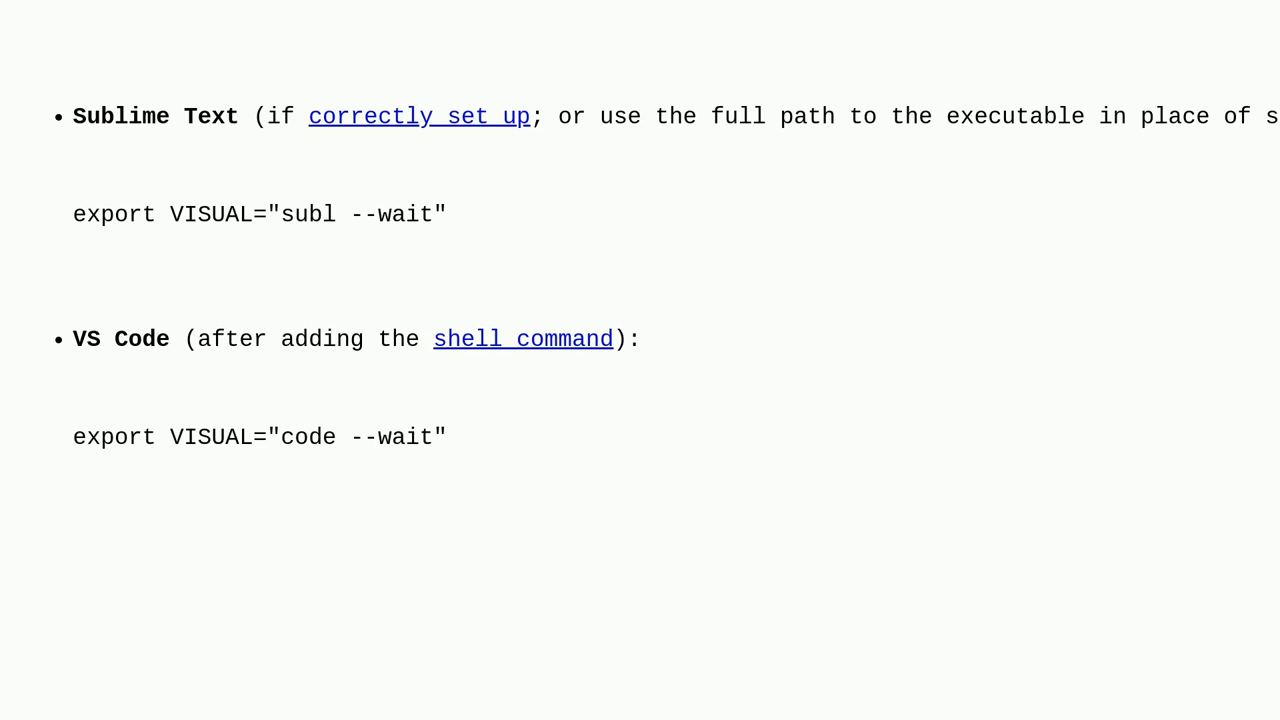 • Sublime Text (if correctly set up; or use the full path to the executable in place of
export VISUAL="subl --wait"
• VS Code (after adding the shell command):
export VISUAL="code --wait"